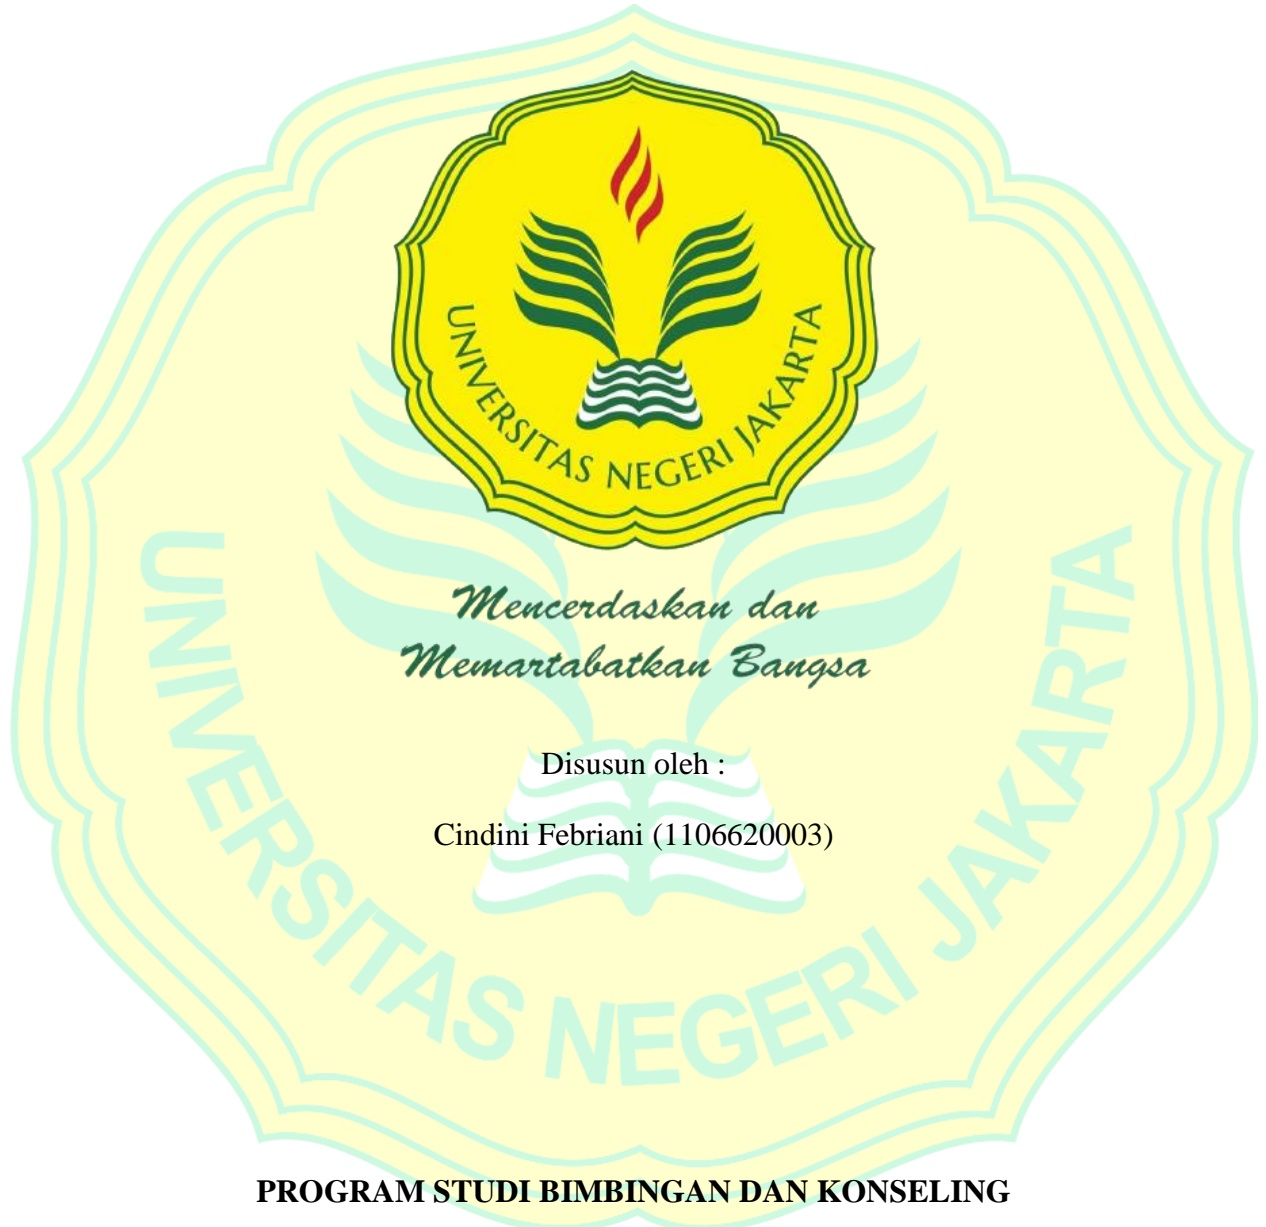 UNIVERSITAS NEGERI JAKARTA
Mencerdaskan dan
Memartabatkan Bangsa
Disusun oleh :
Cindini Febriani (1106620003)
UNIVERSITAS NEGERI JAKARTA
PROGRAM STUDI BIMBINGAN DAN KONSELING